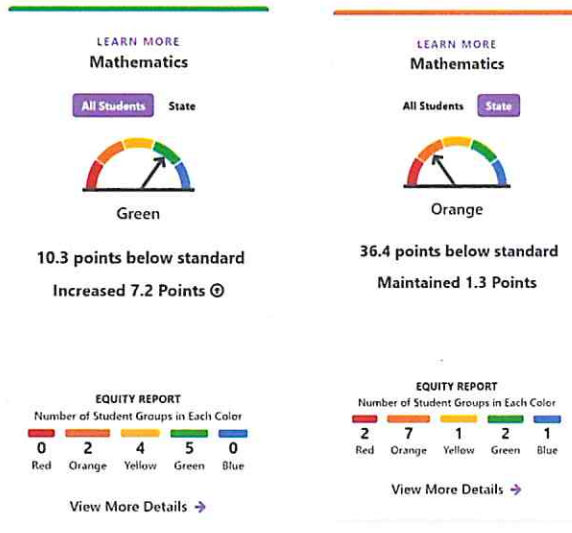 LEARN MORE
Mathematics
All Students State
Green
10.3 points below standard
Increased 7.2 Points
EQUITY REPORT
Number of Student Groups in Each Color
0 2 4 5 0
Red Orange Yellow Green Blue
View More Details →
LEARN MORE
Mathematics
All Students State
Orange
36.4 points below standard
Maintained 1.3 Points
EQUITY REPORT
Number of Student Groups in Each Color
2 7 1 2 1
Red Orange Yellow Green Blue
View More Details →